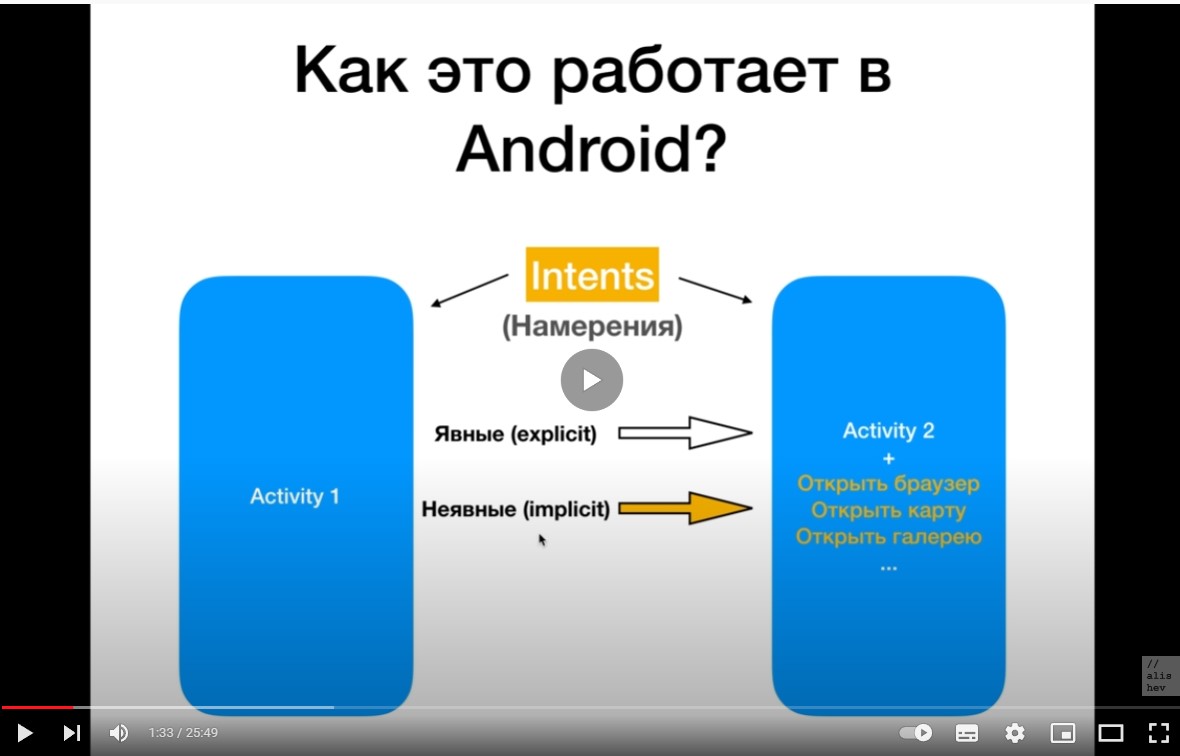 Как это работает в
Android?
Intents
(Намерения)
Явные (explicit)
Неявные (implicit)
Activity 1
Activity 2
+
Открыть браузер
Открыть карту
Открыть галерею
...
//
alis
hev
1:33 / 25:49